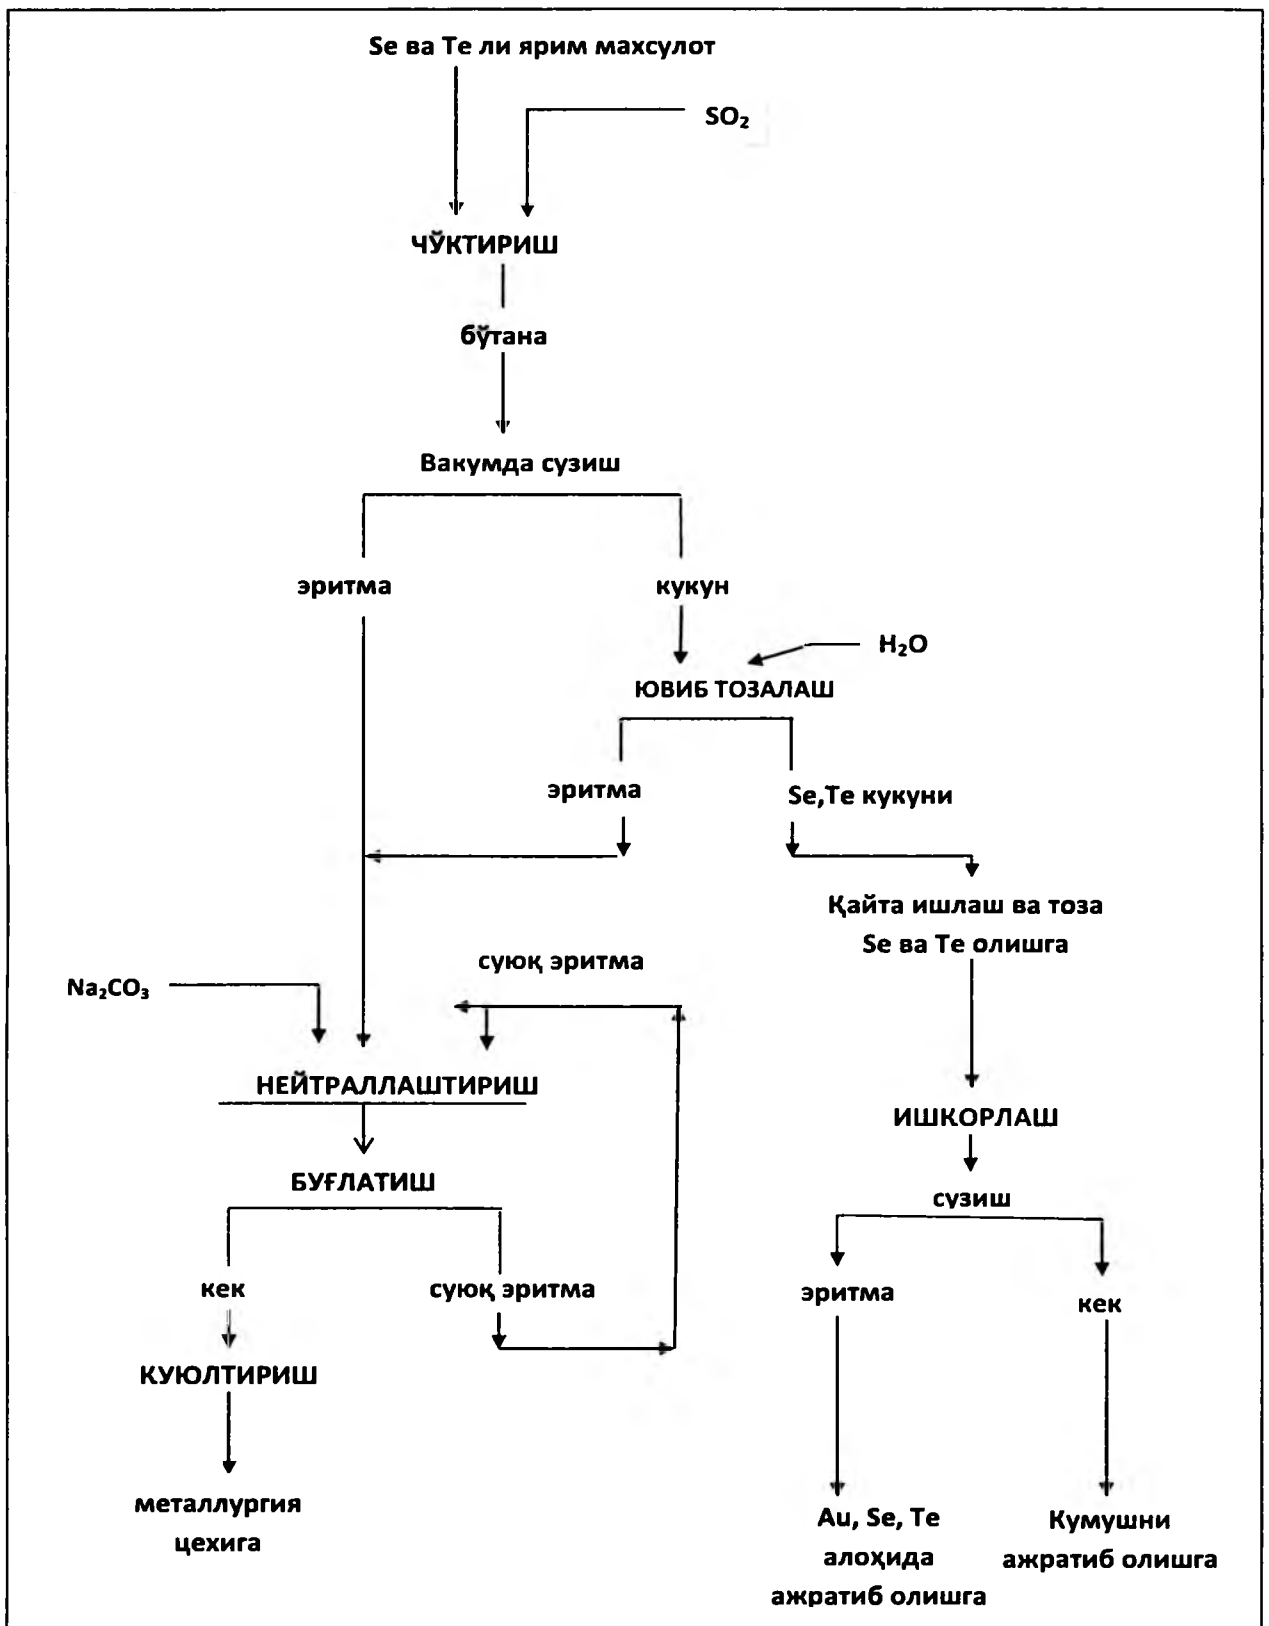 Se ва Te ли ярим махсулот
SO₂
ЧЎКТИРИШ
бўтана
Вакумда сузиш
эритма
кукун
H₂O
ЮВИБ ТОЗАЛАШ
эритма
Se,Te кукуни
Қайта ишлаш ва тоза
Se ва Te олишга
суюқ эритма
Na₂CO₃
НЕЙТРАЛЛАШТИРИШ
ИШКОРЛАШ
БУҒЛАТИШ
сузиш
кек
суюқ эритма
эритма
кек
КУЮЛТИРИШ
металлургия
цехига
Au, Se, Te
алоҳида
ажратиб олишга
Кумушни
ажратиб олишга